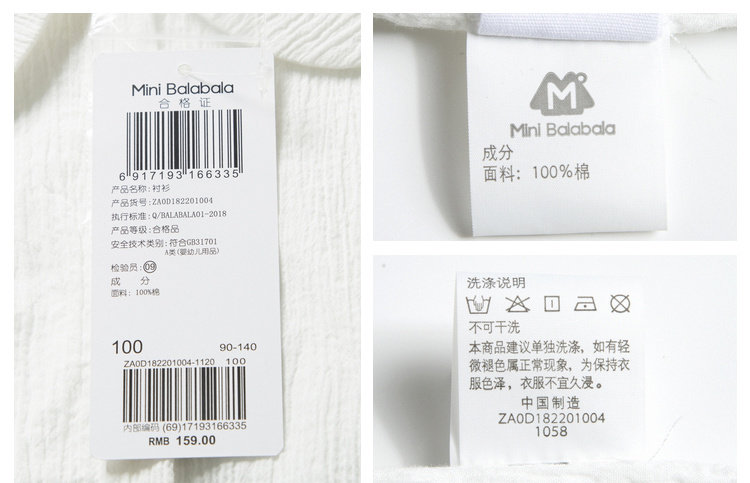 Mini Balabala
合格证
6 917193 166335
产品名称: 衬衫
产品货号: ZA0D182201004
执行标准: Q/BALABALA01-2018
产品等级: 合格品
安全技术类别: 符合GB31701
A类(婴幼儿用品)
检验员: 09
成 分
面料: 100%棉
100 90-140
ZA0D182201004-1120 100
内部编码 (69)17193166335
RMB 159.00
M
Mini Balabala
成分
面料: 100%棉
洗涤说明
不可干洗
本商品建议单独洗涤，如有轻
微褪色属正常现象，为保持衣
服色泽，衣服不宜久浸。
中国制造
ZA0D182201004
1058